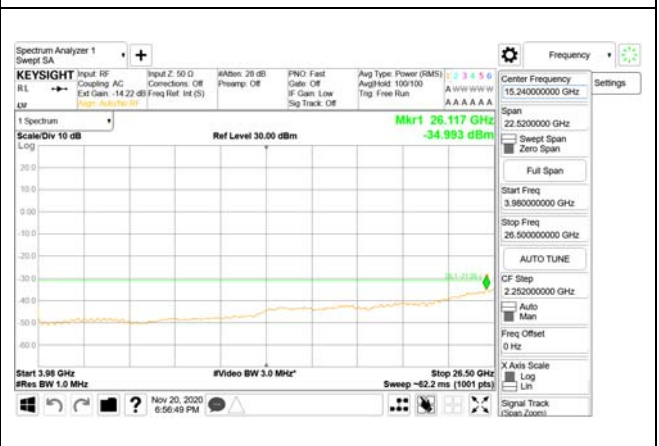 Spectrum Analyzer 1
Swept SA
Frequency
Settings
KEYSIGHT
RL
Input: RF
Coupling: AC
Ext Gain: -14.22 dB
Align: Auto/No RF
Input Z: 50 Ω
Corrections: Off
Freq Ref: Int (S)
#Atten: 28 dB
Preamp: Off
PNO: Fast
Gate: Off
IF Gain: Low
Sig Track: Off
Avg Type: Power (RMS)
Avg|Hold: 100/100
Trig: Free Run
1 2 3 4 5 6
A W W W W W
A A A A A A
1 Spectrum
Scale/Div 10 dB
Log
Ref Level 30.00 dBm
Mkr1 26.117 GHz
-34.993 dBm
20.0
10.0
0.00
-10.0
-20.0
-30.0
-40.0
-50.0
-60.0
Start 3.98 GHz
#Res BW 1.0 MHz
#Video BW 3.0 MHz*
Stop 26.50 GHz
Sweep ~62.2 ms (1001 pts)
Center Frequency
15.240000000 GHz
Span
22.5200000 GHz
Swept Span
Zero Span
Full Span
Start Freq
3.980000000 GHz
Stop Freq
26.500000000 GHz
AUTO TUNE
CF Step
2.252000000 GHz
Auto
Man
Freq Offset
0 Hz
X Axis Scale
Log
Lin
Signal Track
(Span Zoom)
Nov 20, 2020
6:56:49 PM